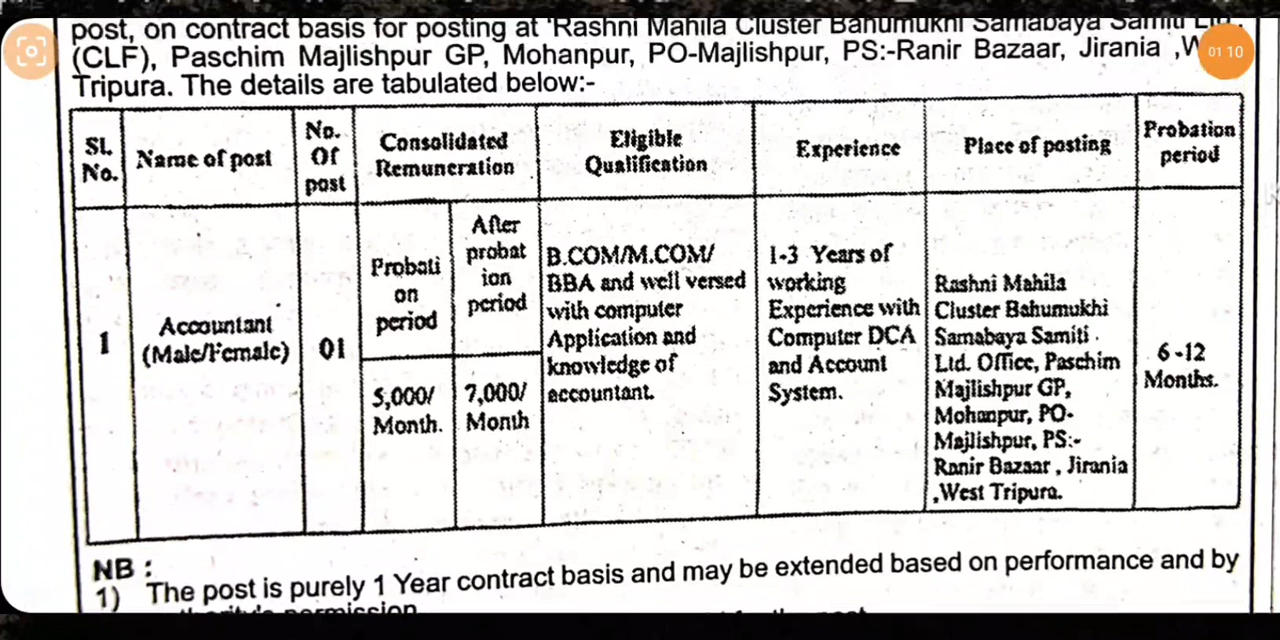 post, on contract basis for posting at 'Rashni Mahila Cluster Bahumukhi Samabaya Samiti Ltd.
(CLF), Paschim Majlishpur GP, Mohanpur, PO-Majlishpur, PS:-Ranir Bazaar, Jirania ,W
01:10
Tripura. The details are tabulated below:-
SL. No.
Name of post
No. Of post
Consolidated Remuneration
Eligible Qualification
Experience
Place of posting
Probation period
1
Accountant
(Male/Female)
01
Probati
on
period
After
probat
ion
period
5,000/
Month.
7,000/
Month
B.COM/M.COM/
BBA and well versed
with computer
Application and
knowledge of
accountant.
1-3 Years of
working
Experience with
Computer DCA
and Account
System.
Rashni Mahila
Cluster Bahumukhi
Samabaya Samiti
Ltd. Office, Paschim
Majlishpur GP,
Mohanpur, PO-
Majlishpur, PS:-
Ranir Bazaar , Jirania
,West Tripura.
6 -12
Months.
NB :
1) The post is purely 1 Year contract basis and may be extended based on performance and by
permission